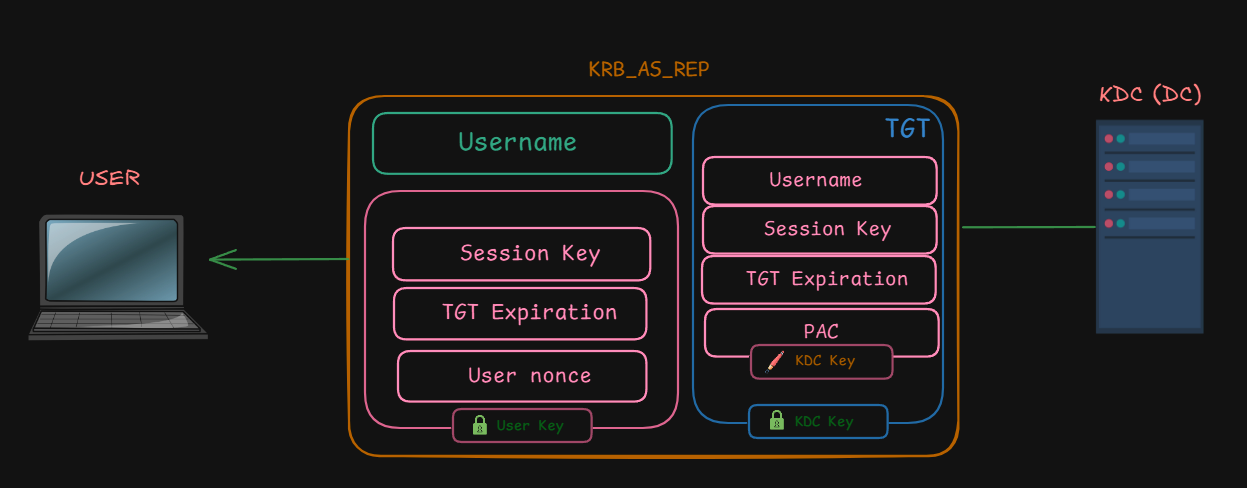 KRB_AS_REP
KDC (DC)
USER
Username
Session Key
TGT Expiration
User nonce
User Key
TGT
Username
Session Key
TGT Expiration
PAC
KDC Key
KDC Key